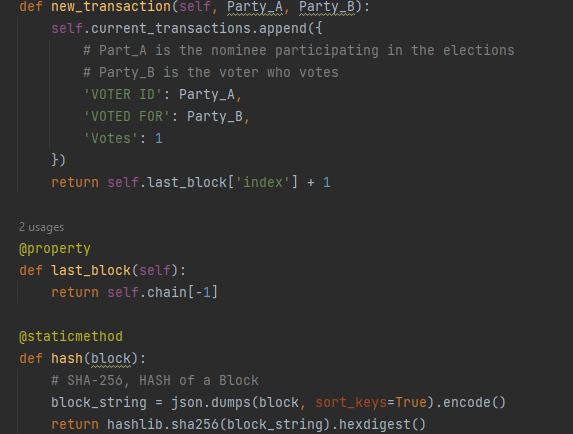 def new_transaction(self, Party_A, Party_B):
self.current_transactions.append({
# Part_A is the nominee participating in the elections
# Party_B is the voter who votes
'VOTER ID': Party_A,
'VOTED FOR': Party_B,
'Votes': 1
})
return self.last_block['index'] + 1
2 usages
@property
def last_block(self):
return self.chain[-1]
@staticmethod
def hash(block):
# SHA-256, HASH of a Block
block_string = json.dumps(block, sort_keys=True).encode()
return hashlib.sha256(block_string).hexdigest()